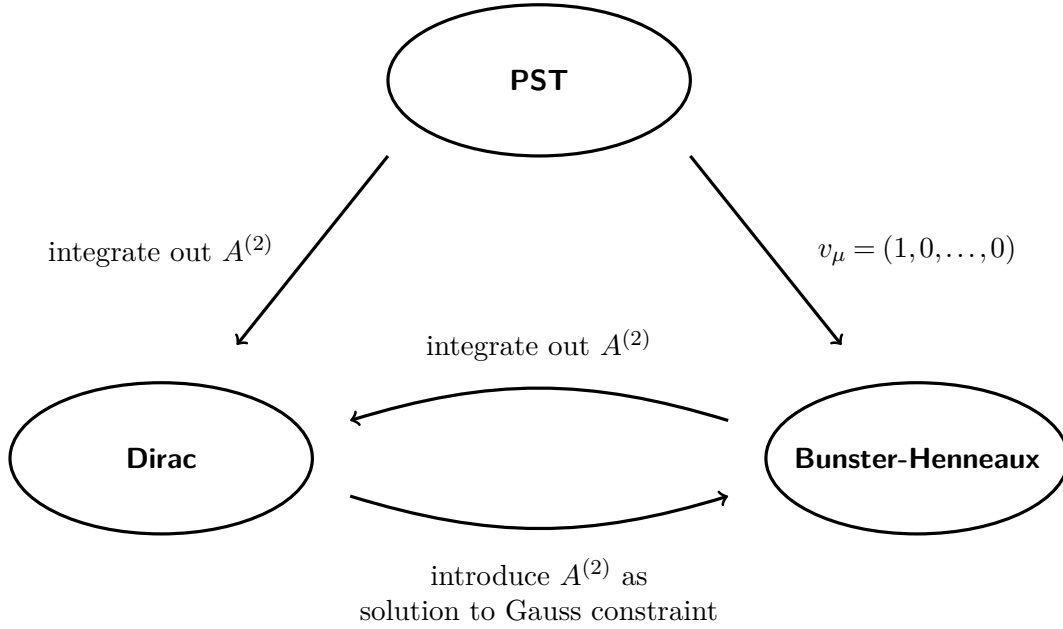 PST
integrate out A^{(2)}
v_μ = (1, 0, …, 0)
integrate out A^{(2)}
Dirac
Bunster-Henneaux
introduce A^{(2)} as
solution to Gauss constraint